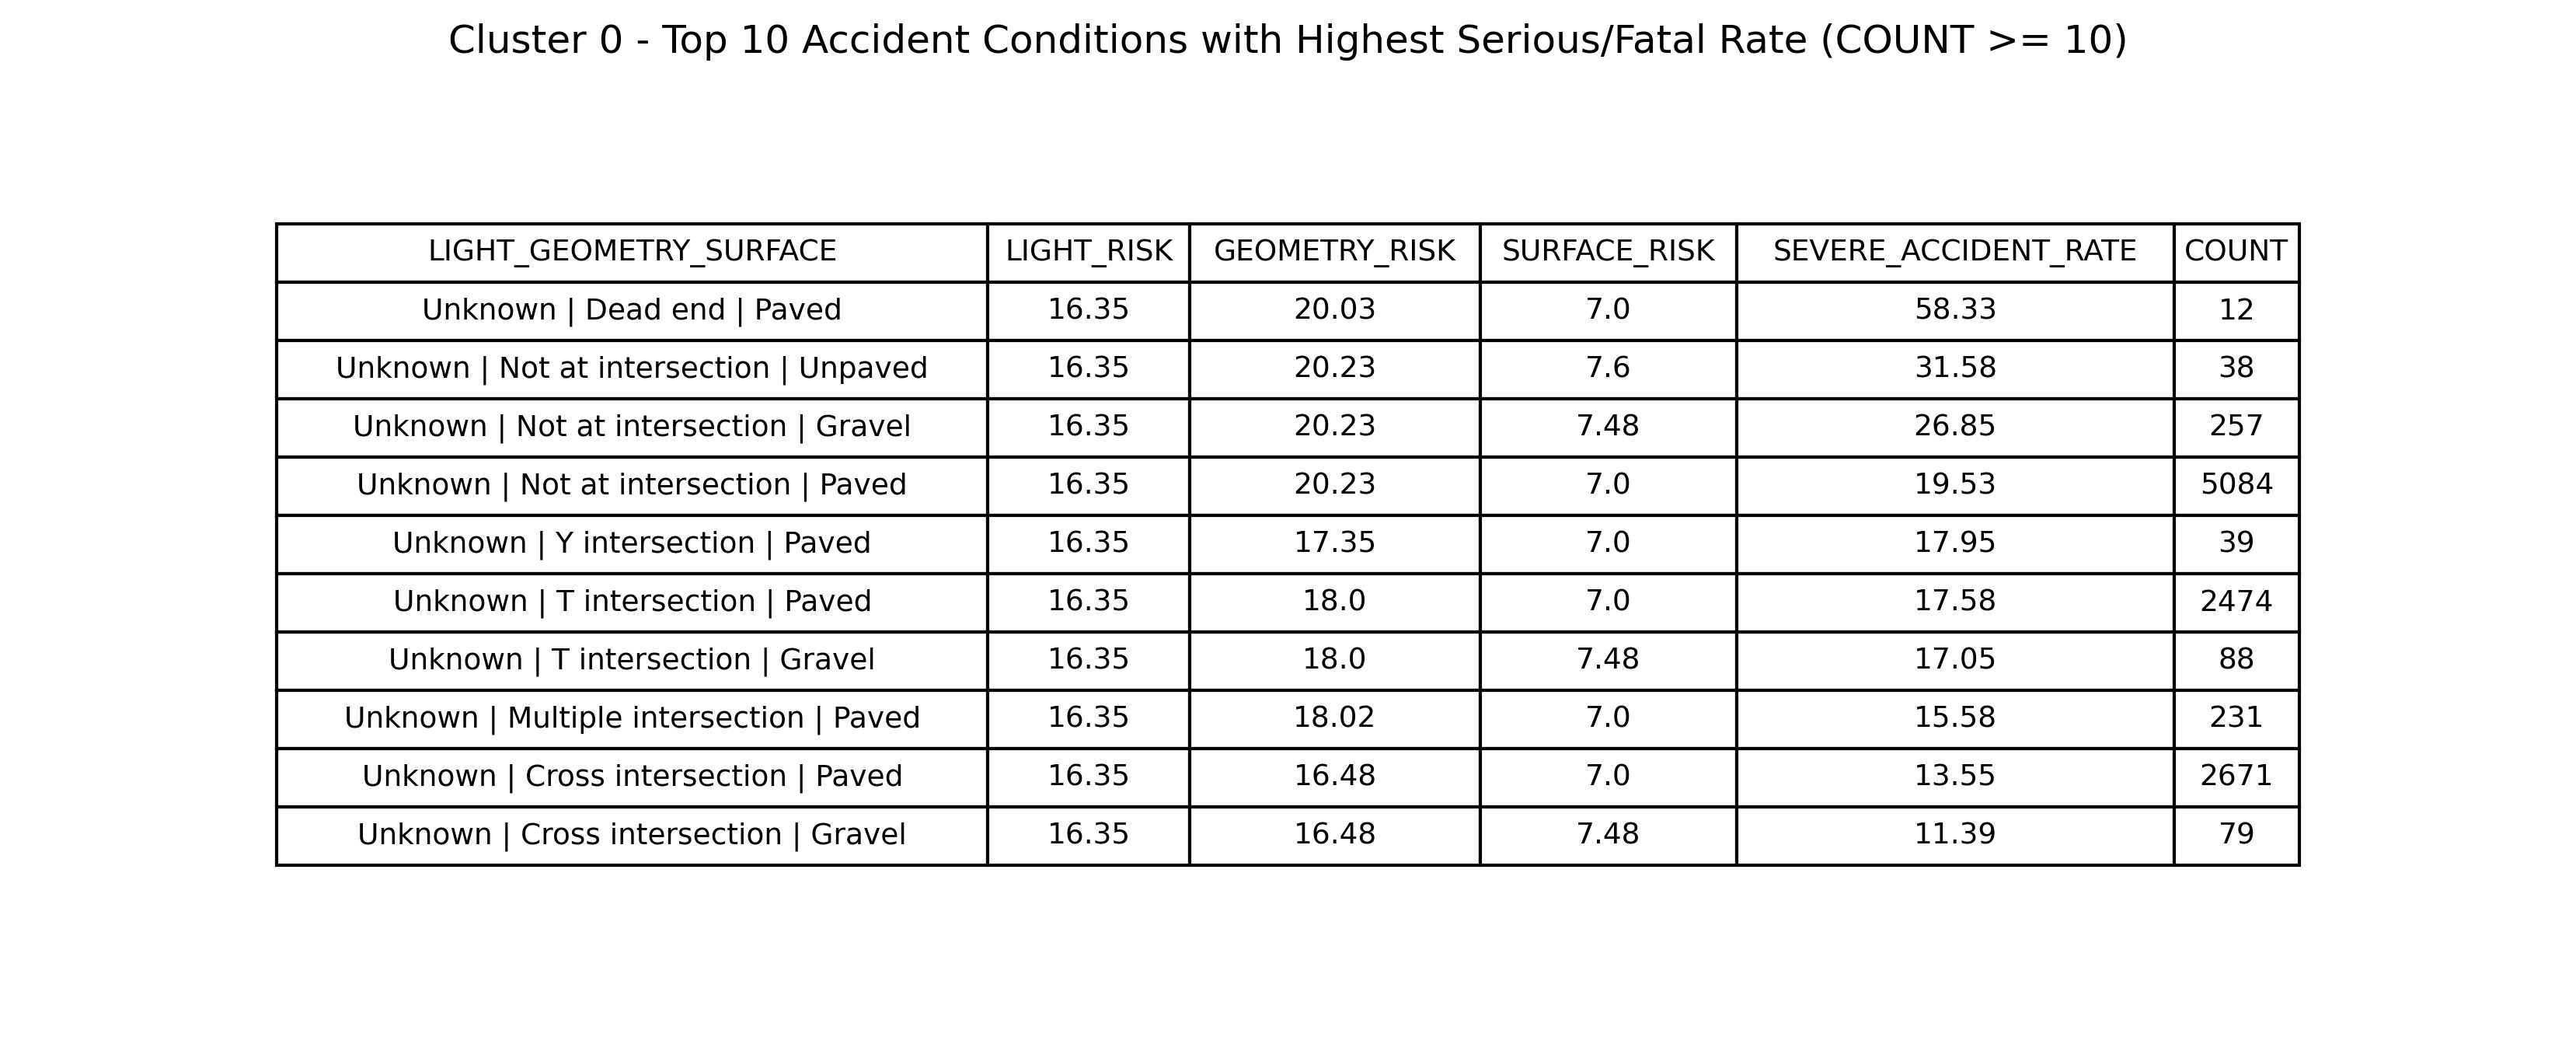 Cluster 0 - Top 10 Accident Conditions with Highest Serious/Fatal Rate (COUNT >= 10)
LIGHT_GEOMETRY_SURFACE LIGHT_RISK GEOMETRY_RISK SURFACE_RISK SEVERE_ACCIDENT_RATE COUNT
Unknown | Dead end | Paved 16.35 20.03 7.0 58.33 12
Unknown | Not at intersection | Unpaved 16.35 20.23 7.6 31.58 38
Unknown | Not at intersection | Gravel 16.35 20.23 7.48 26.85 257
Unknown | Not at intersection | Paved 16.35 20.23 7.0 19.53 5084
Unknown | Y intersection | Paved 16.35 17.35 7.0 17.95 39
Unknown | T intersection | Paved 16.35 18.0 7.0 17.58 2474
Unknown | T intersection | Gravel 16.35 18.0 7.48 17.05 88
Unknown | Multiple intersection | Paved 16.35 18.02 7.0 15.58 231
Unknown | Cross intersection | Paved 16.35 16.48 7.0 13.55 2671
Unknown | Cross intersection | Gravel 16.35 16.48 7.48 11.39 79